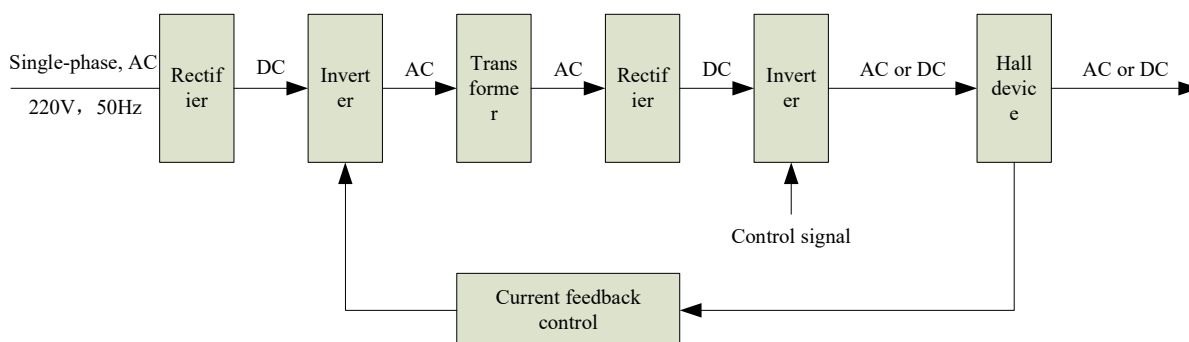 Single-phase, AC
220V，50Hz
Rectif
ier
DC
Invert
er
AC
Trans
forme
r
AC
Rectif
ier
DC
Invert
er
AC or DC
Hall
devic
e
AC or DC
Control signal
Current feedback
control